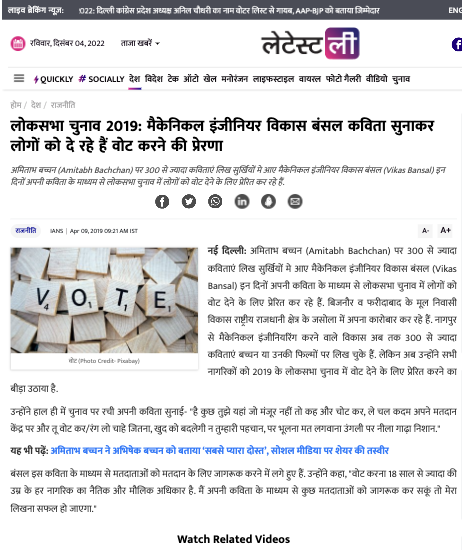 लाइव ब्रेकिंग न्यूज़: 2022: दिल्ली कांग्रेस प्रदेश अध्यक्ष अनिल चौधरी का नाम वोटर लिस्ट से गायब, AAP-BJP को बताया जिम्मेदार ENG
रविवार, दिसंबर 04, 2022 ताजा खबरें लेटेस्टली
QUICKLY # SOCIALLY देश विदेश टेक ऑटो खेल मनोरंजन लाइफस्टाइल वायरल फोटो गैलरी वीडियो चुनाव
होम / देश / राजनीति
लोकसभा चुनाव 2019: मैकेनिकल इंजीनियर विकास बंसल कविता सुनाकर
लोगों को दे रहे हैं वोट करने की प्रेरणा
अमिताभ बच्चन (Amitabh Bachchan) पर 300 से ज्यादा कविताएं लिख सुर्खियों में आए मैकेनिकल इंजीनियर विकास बंसल (Vikas Bansal) इन
दिनों अपनी कविता के माध्यम से लोकसभा चुनाव में लोगों को वोट देने के लिए प्रेरित कर रहे हैं.
राजनीति IANS | Apr 09, 2019 09:21 AM IST A- A+
VOTE
वोट (Photo Credit- Pixabay)
नई दिल्ली: अमिताभ बच्चन (Amitabh Bachchan) पर 300 से ज्यादा
कविताएं लिख सुर्खियों मे आए मैकेनिकल इंजीनियर विकास बंसल (Vikas
Bansal) इन दिनों अपनी कविता के माध्यम से लोकसभा चुनाव में लोगों को
वोट देने के लिए प्रेरित कर रहे हैं. बिजनौर व फरीदाबाद के मूल निवासी
विकास राष्ट्रीय राजधानी क्षेत्र के जसोला में अपना कारोबार कर रहे हैं. नागपुर
से मैकेनिकल इंजीनियरिंग करने वाले विकास अब तक 300 से ज्यादा
कविताएं बच्चन या उनकी फिल्मों पर लिख चुके हैं. लेकिन अब उन्होंने सभी
नागरिकों को 2019 के लोकसभा चुनाव में वोट देने के लिए प्रेरित करने का
बीड़ा उठाया है.
उन्होंने हाल ही में चुनाव पर रची अपनी कविता सुनाई- "है कुछ तुझे यहां जो मंजूर नहीं तो कह और चोट कर, ले चल कदम अपने मतदान
केंद्र पर और तू वोट कर/रंग लो चाहे जितना, खुद को बदलेगी न तुम्हारी पहचान, पर भूलना मत लगवाना उंगली पर नीला गाढ़ा निशान."
यह भी पढ़ें: अमिताभ बच्चन ने अभिषेक बच्चन को बताया 'सबसे प्यारा दोस्त', सोशल मीडिया पर शेयर की तस्वीर
बंसल इस कविता के माध्यम से मतदाताओं को मतदान के लिए जागरूक करने में लगे हुए हैं. उन्होंने कहा, "वोट करना 18 साल से ज्यादा की
उम्र के हर नागरिक का नैतिक और मौलिक अधिकार है. मैं अपनी कविता के माध्यम से कुछ मतदाताओं को जागरूक कर सकूं तो मेरा
लिखना सफल हो जाएगा."
Watch Related Videos